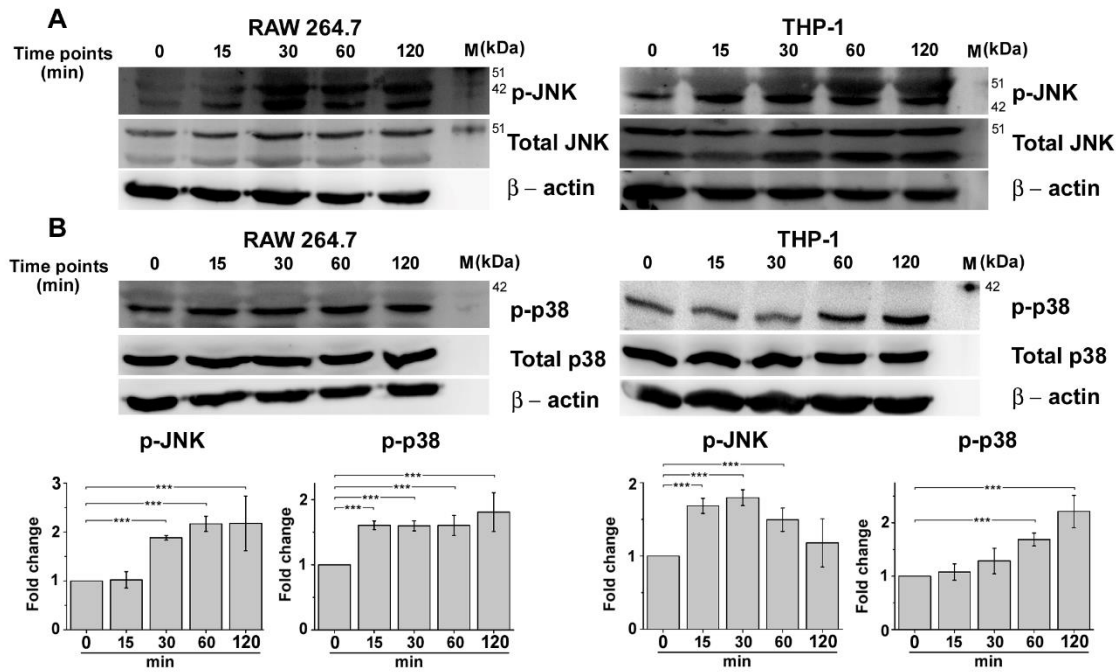 A
RAW 264.7
THP-1
Time points (min)
0 15 30 60 120 M (kDa)
0 15 30 60 120 M (kDa)
51
42
p-JNK
51
42
p-JNK
51
Total JNK
51
Total JNK
β – actin
β – actin
B
RAW 264.7
THP-1
Time points (min)
0 15 30 60 120 M (kDa)
0 15 30 60 120 M (kDa)
42
p-p38
42
p-p38
Total p38
Total p38
β – actin
β – actin
p-JNK
Fold change
3
2
1
0
***
***
***
0 15 30 60 120
min
p-p38
Fold change
2
1
0
***
***
***
***
0 15 30 60 120
min
p-JNK
Fold change
2
1
0
***
***
***
0 15 30 60 120
min
p-p38
Fold change
2
1
0
***
***
0 15 30 60 120
min